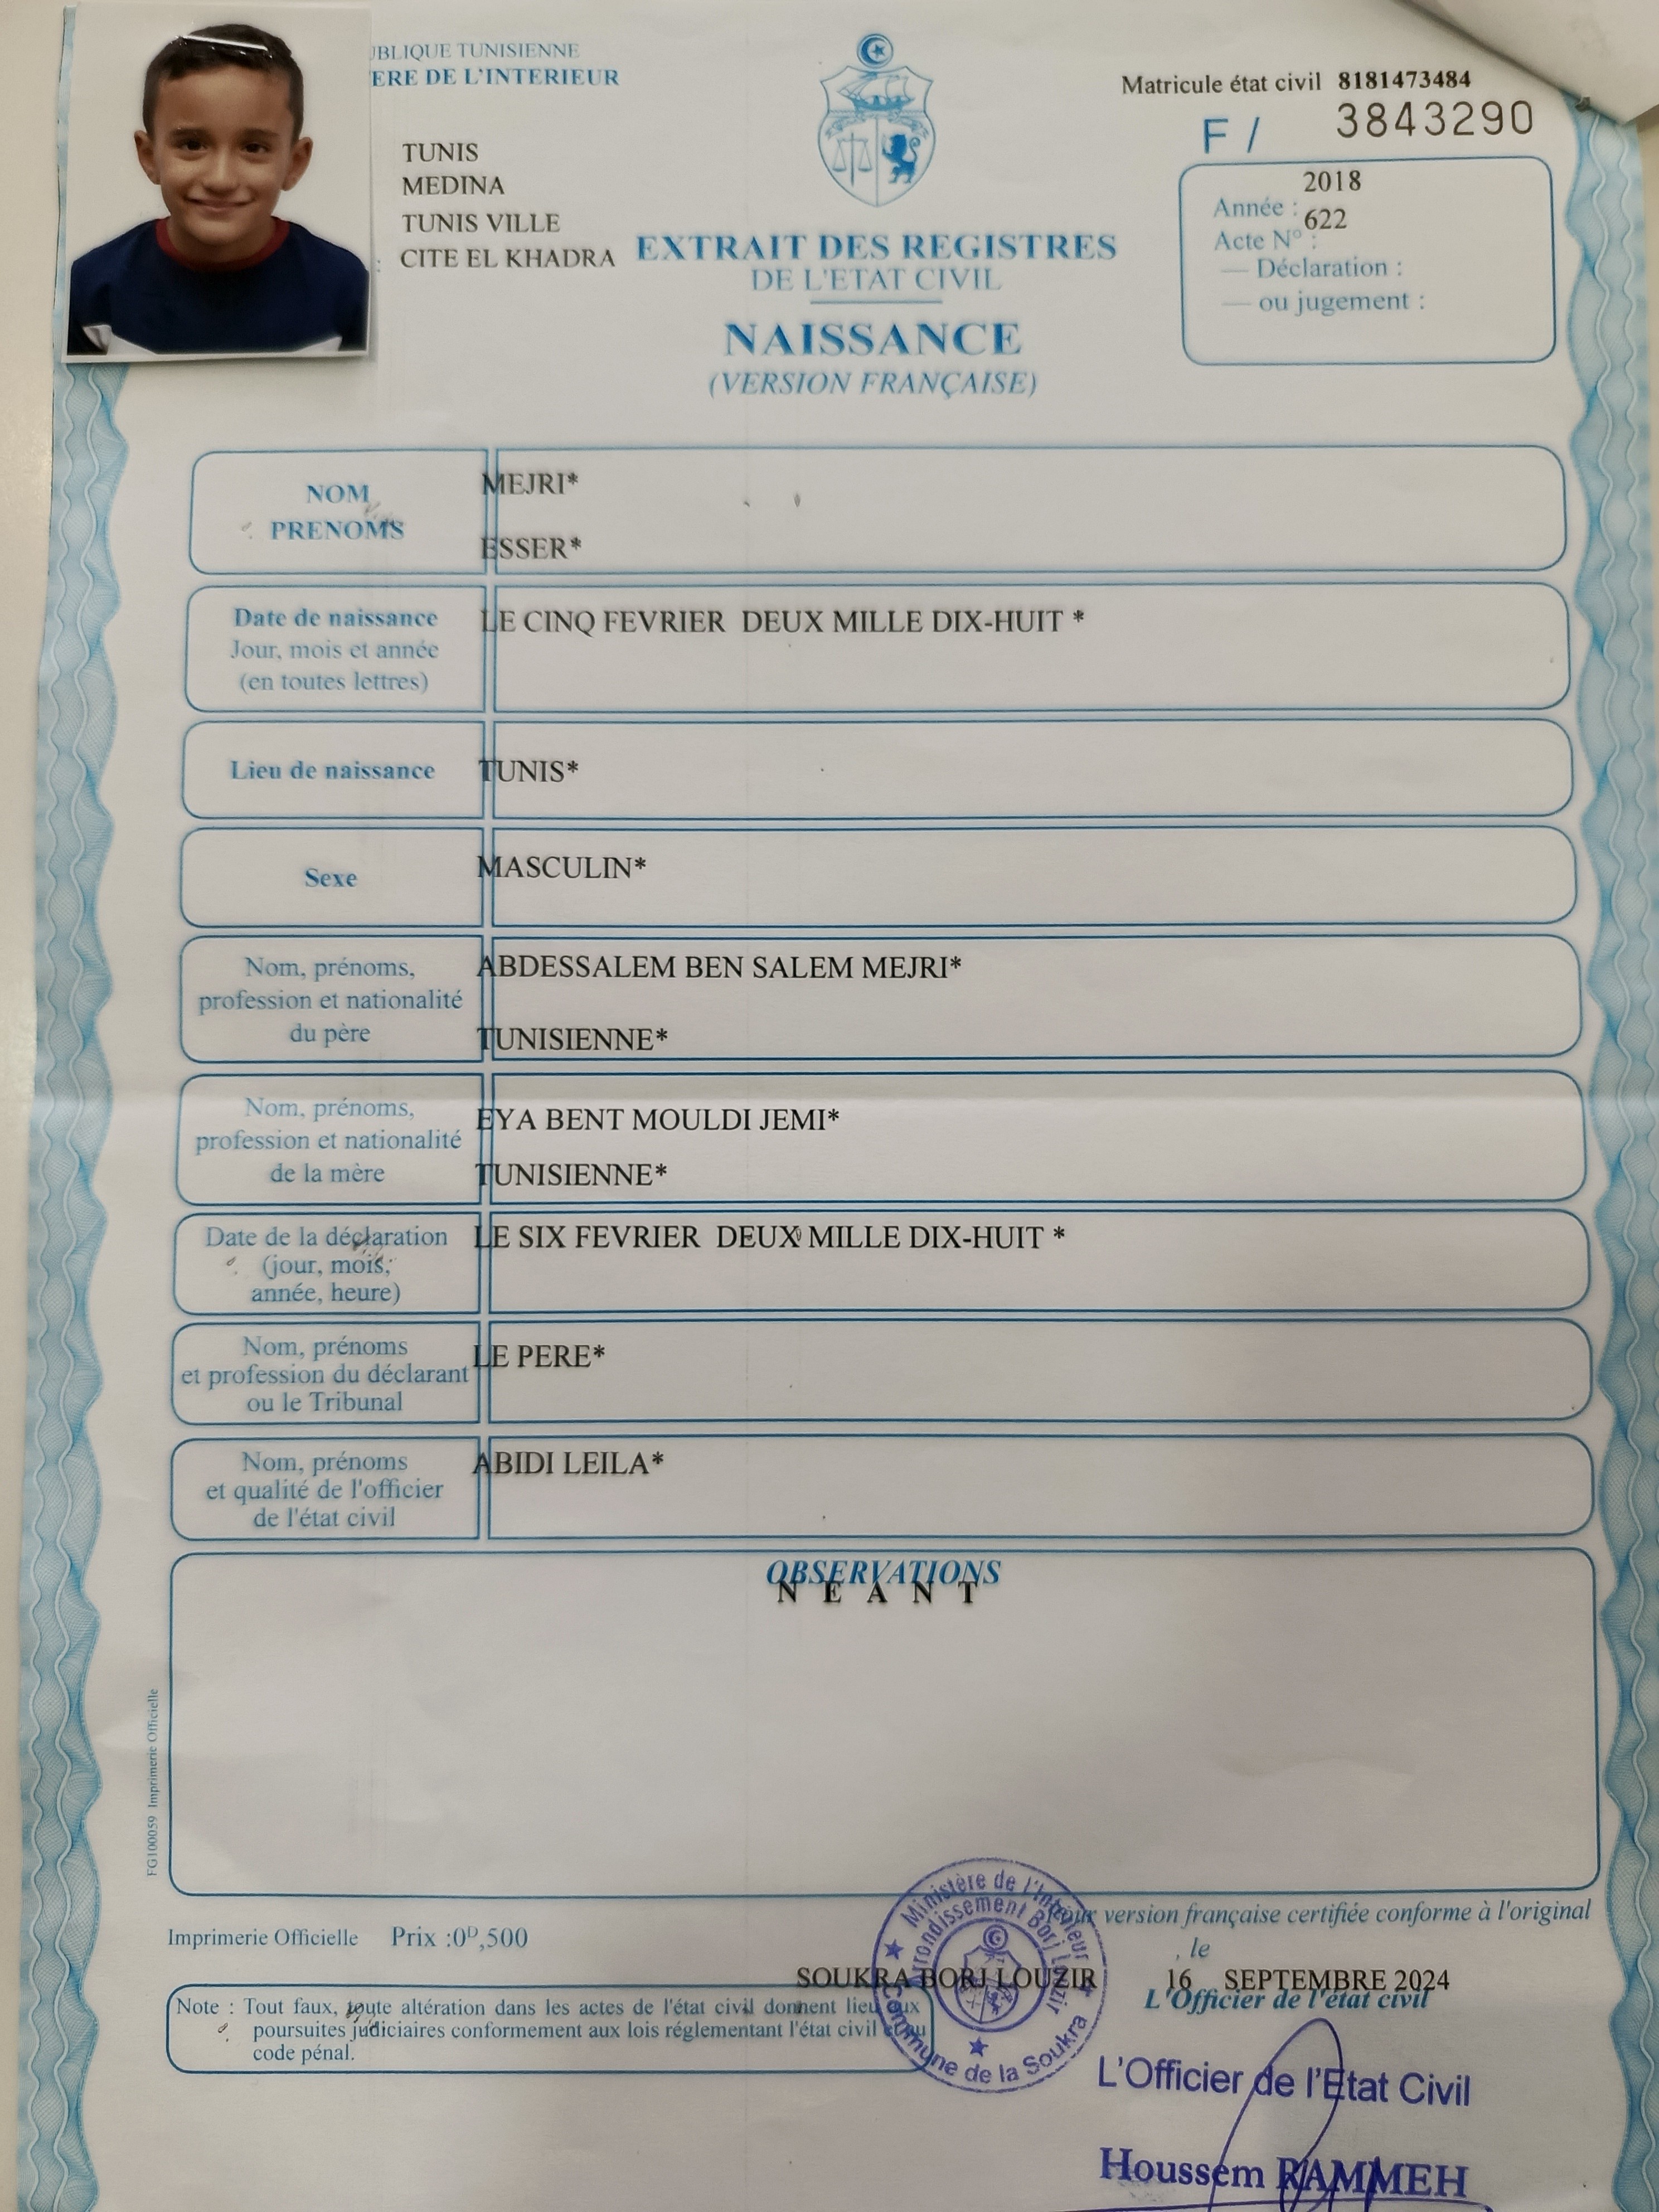 UBLIQUE TUNISIENNE
ERE DE L'INTERIEUR
TUNIS
MEDINA
TUNIS VILLE
: CITE EL KHADRA
Matricule état civil 8181473484
F / 3843290
2018
Année :
622
Acte N° :
— Déclaration :
— ou jugement :
EXTRAIT DES REGISTRES
DE L'ETAT CIVIL
NAISSANCE
(VERSION FRANÇAISE)
NOM
MEJRI*
PRENOMS
ESSER*
Date de naissance
Jour, mois et année
(en toutes lettres)
LE CINQ FEVRIER DEUX MILLE DIX-HUIT *
Lieu de naissance
TUNIS*
Sexe
MASCULIN*
Nom, prénoms,
profession et nationalité
du père
ABDESSALEM BEN SALEM MEJRI*
TUNISIENNE*
Nom, prénoms,
profession et nationalité
de la mère
EYA BENT MOULDI JEMI*
TUNISIENNE*
Date de la déclaration
(jour, mois,
année, heure)
LE SIX FEVRIER DEUX MILLE DIX-HUIT *
Nom, prénoms
et profession du déclarant
ou le Tribunal
LE PERE*
Nom, prénoms
et qualité de l'officier
de l'état civil
ABIDI LEILA*
OBSERVATIONS
N E A N T
FG100059 Imprimerie Officielle
Imprimerie Officielle Prix :0ᴰ,500
Pour version française certifiée conforme à l'original
, le
SOUKRA BORJ LOUZIR 16 SEPTEMBRE 2024
L'Officier de l'état civil
Note : Tout faux, toute altération dans les actes de l'état civil donnent lieu aux
poursuites judiciaires conformement aux lois réglementant l'état civil et au
code pénal.
Ministère de l'Intérieur
Arrondissement Borj Louzir
Commune de la Soukra
L'Officier de l'Etat Civil
Houssem RAMMEH